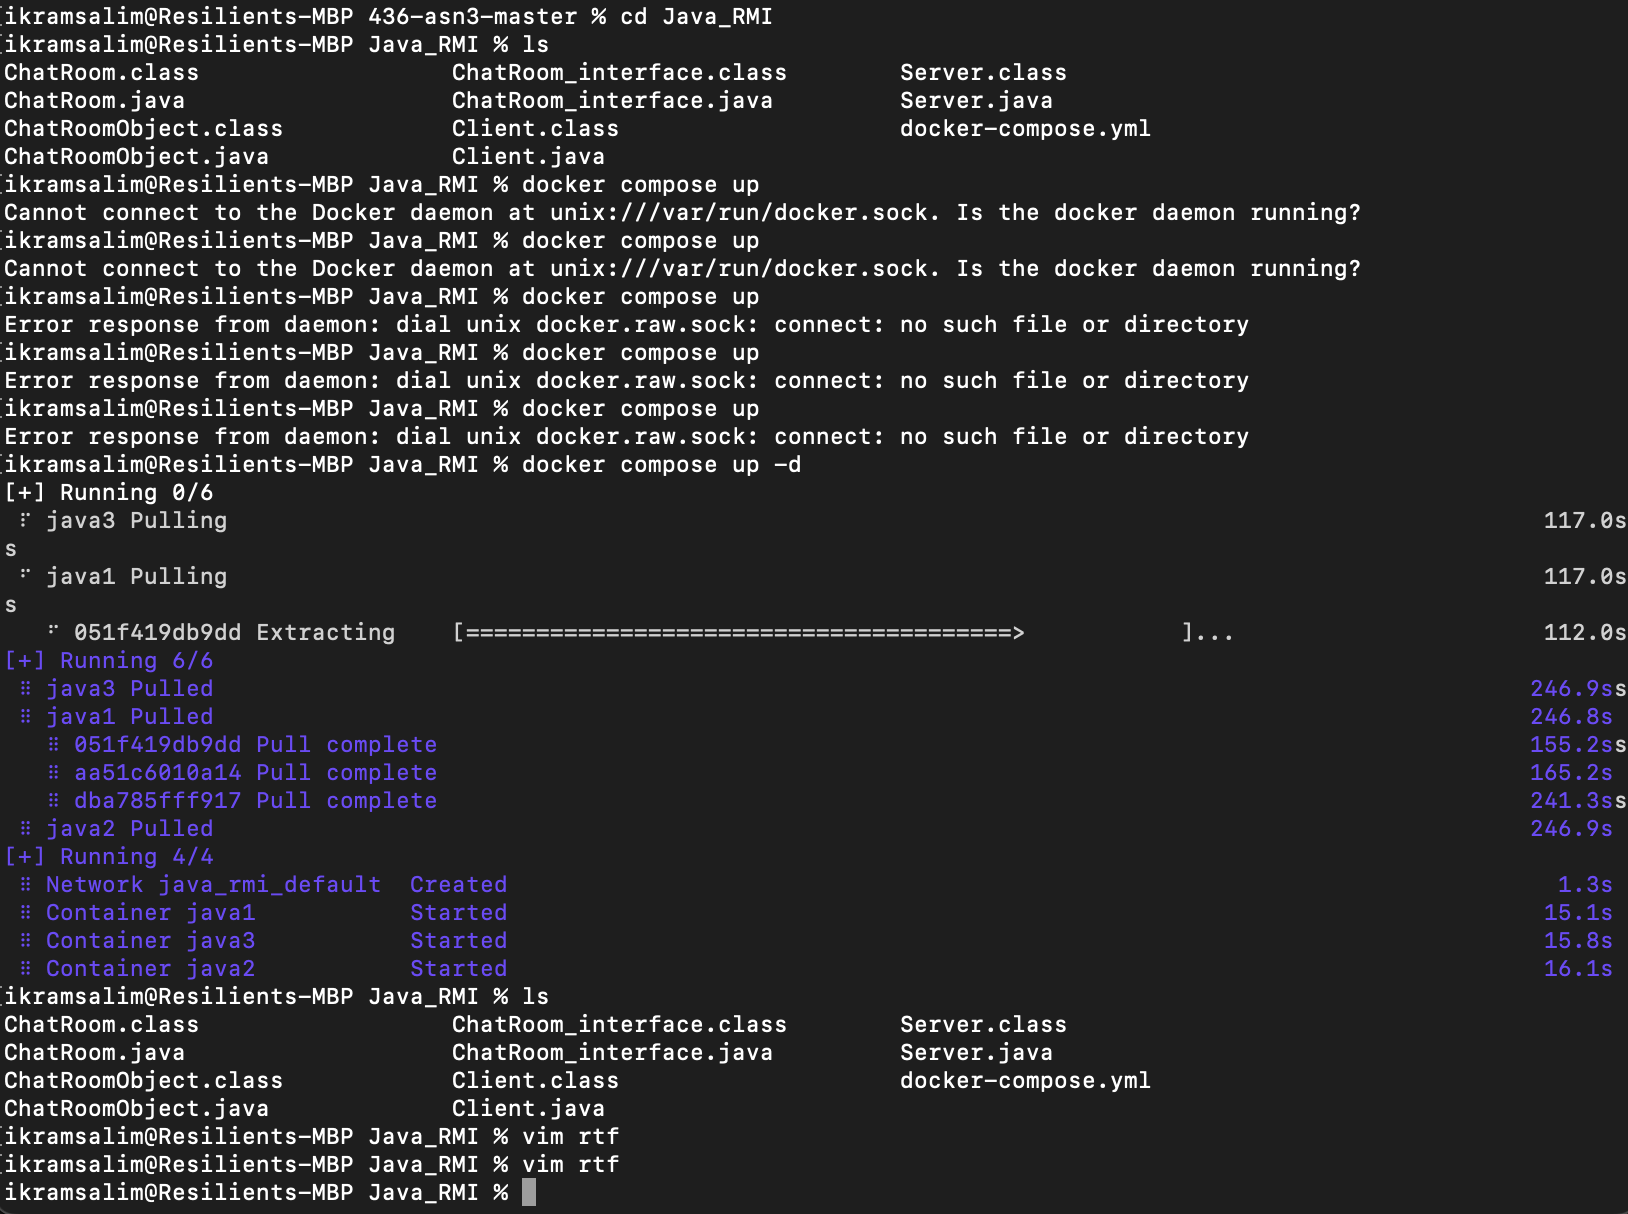 ikramsalim@Resilients-MBP 436-asn3-master % cd Java_RMI
ikramsalim@Resilients-MBP Java_RMI % ls
ChatRoom.class ChatRoom_interface.class Server.class
ChatRoom.java ChatRoom_interface.java Server.java
ChatRoomObject.class Client.class docker-compose.yml
ChatRoomObject.java Client.java
ikramsalim@Resilients-MBP Java_RMI % docker compose up
Cannot connect to the Docker daemon at unix:///var/run/docker.sock. Is the docker daemon running?
ikramsalim@Resilients-MBP Java_RMI % docker compose up
Cannot connect to the Docker daemon at unix:///var/run/docker.sock. Is the docker daemon running?
ikramsalim@Resilients-MBP Java_RMI % docker compose up
Error response from daemon: dial unix docker.raw.sock: connect: no such file or directory
ikramsalim@Resilients-MBP Java_RMI % docker compose up
Error response from daemon: dial unix docker.raw.sock: connect: no such file or directory
ikramsalim@Resilients-MBP Java_RMI % docker compose up
Error response from daemon: dial unix docker.raw.sock: connect: no such file or directory
ikramsalim@Resilients-MBP Java_RMI % docker compose up -d
[+] Running 0/6
⠏ java3 Pulling 117.0s
s
⠋ java1 Pulling 117.0s
s
⠋ 051f419db9dd Extracting [=======================================> ]... 112.0s
[+] Running 6/6
⠿ java3 Pulled 246.9ss
⠿ java1 Pulled 246.8s
⠿ 051f419db9dd Pull complete 155.2ss
⠿ aa51c6010a14 Pull complete 165.2s
⠿ dba785fff917 Pull complete 241.3ss
⠿ java2 Pulled 246.9s
[+] Running 4/4
⠿ Network java_rmi_default Created 1.3s
⠿ Container java1 Started 15.1s
⠿ Container java3 Started 15.8s
⠿ Container java2 Started 16.1s
ikramsalim@Resilients-MBP Java_RMI % ls
ChatRoom.class ChatRoom_interface.class Server.class
ChatRoom.java ChatRoom_interface.java Server.java
ChatRoomObject.class Client.class docker-compose.yml
ChatRoomObject.java Client.java
ikramsalim@Resilients-MBP Java_RMI % vim rtf
ikramsalim@Resilients-MBP Java_RMI % vim rtf
ikramsalim@Resilients-MBP Java_RMI %